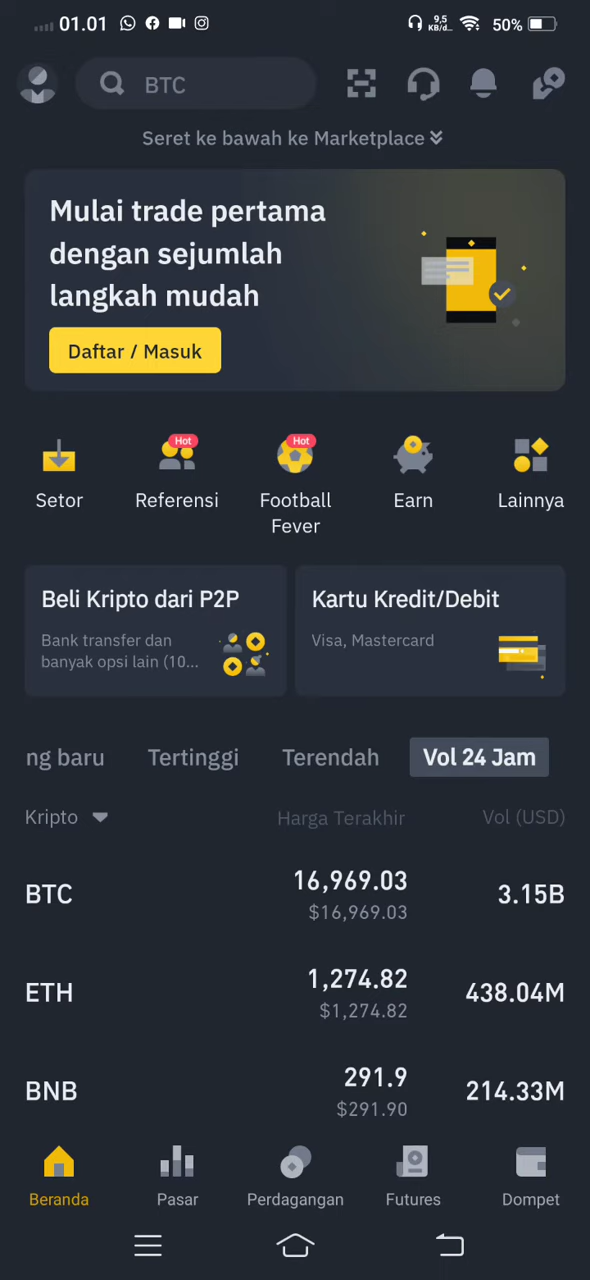 01.01
9,5
KB/d...
50%
BTC
Seret ke bawah ke Marketplace
Mulai trade pertama
dengan sejumlah
langkah mudah
Daftar / Masuk
Hot
Hot
Setor
Referensi
Football
Fever
Earn
Lainnya
Beli Kripto dari P2P
Bank transfer dan
banyak opsi lain (10...
Kartu Kredit/Debit
Visa, Mastercard
ng baru
Tertinggi
Terendah
Vol 24 Jam
Kripto
Harga Terakhir
Vol (USD)
BTC
16,969.03
$16,969.03
3.15B
ETH
1,274.82
$1,274.82
438.04M
BNB
291.9
$291.90
214.33M
Beranda
Pasar
Perdagangan
Futures
Dompet